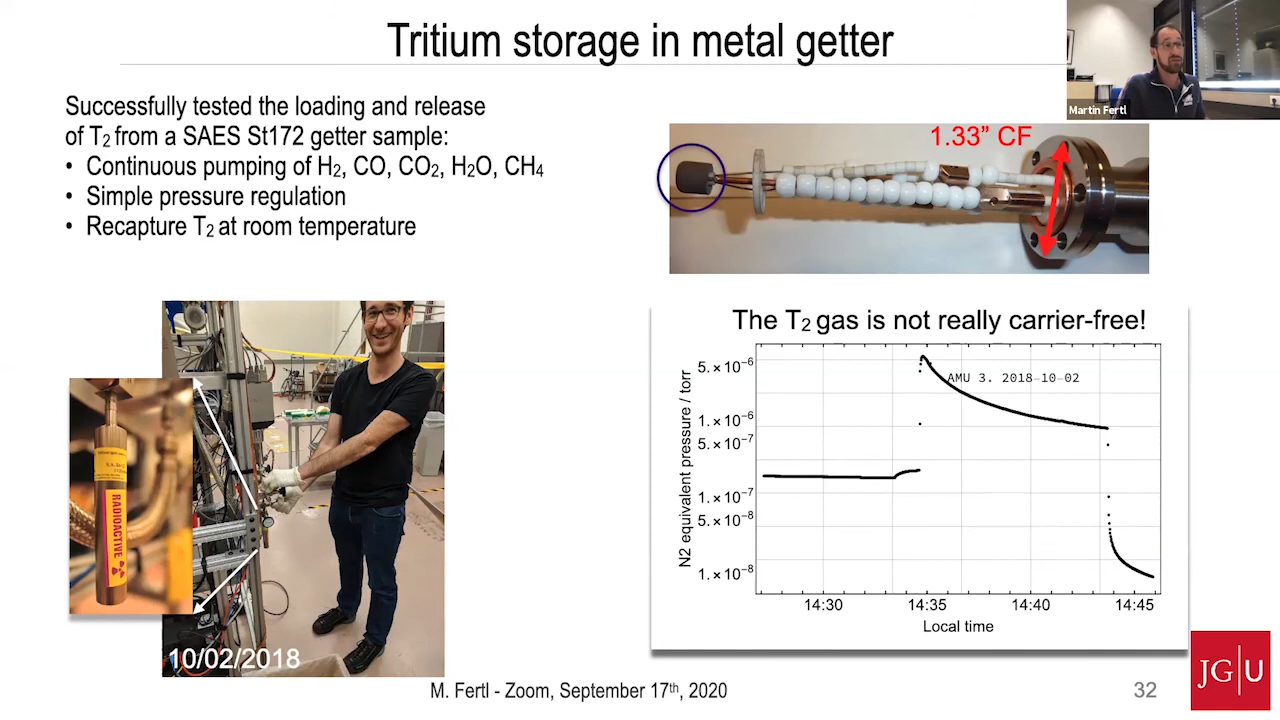 Tritium storage in metal getter
Martin Fertl
Successfully tested the loading and release
of T₂ from a SAES St172 getter sample:
• Continuous pumping of H₂, CO, CO₂, H₂O, CH₄
• Simple pressure regulation
• Recapture T₂ at room temperature
1.33” CF
RADIOACTIVE
10/02/2018
The T₂ gas is not really carrier-free!
AMU 3. 2018-10-02
N2 equivalent pressure / torr
5.×10⁻⁶
1.×10⁻⁶
5.×10⁻⁷
1.×10⁻⁷
5.×10⁻⁸
1.×10⁻⁸
14:30 14:35 14:40 14:45
Local time
M. Fertl - Zoom, September 17th, 2020
32
JG|U